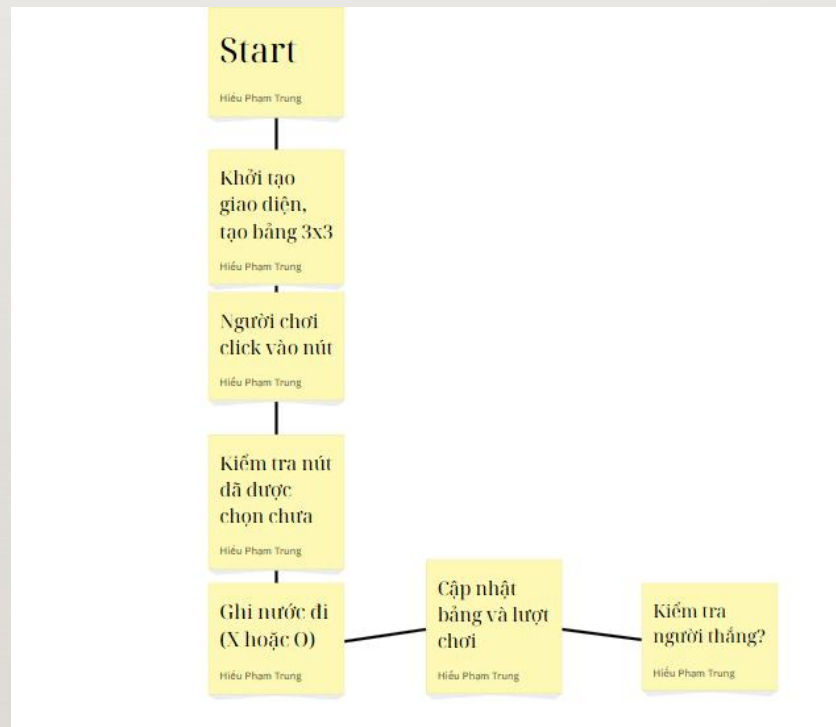 Start
Hiếu Phạm Trung
Khởi tạo
giao diện,
tạo bảng 3x3
Hiếu Phạm Trung
Người chơi
click vào nút
Hiếu Phạm Trung
Kiểm tra nút
đã được
chọn chưa
Hiếu Phạm Trung
Ghi nước đi
(X hoặc O)
Hiếu Phạm Trung
Cập nhật
bảng và lượt
chơi
Hiếu Phạm Trung
Kiểm tra
người thắng?
Hiếu Phạm Trung